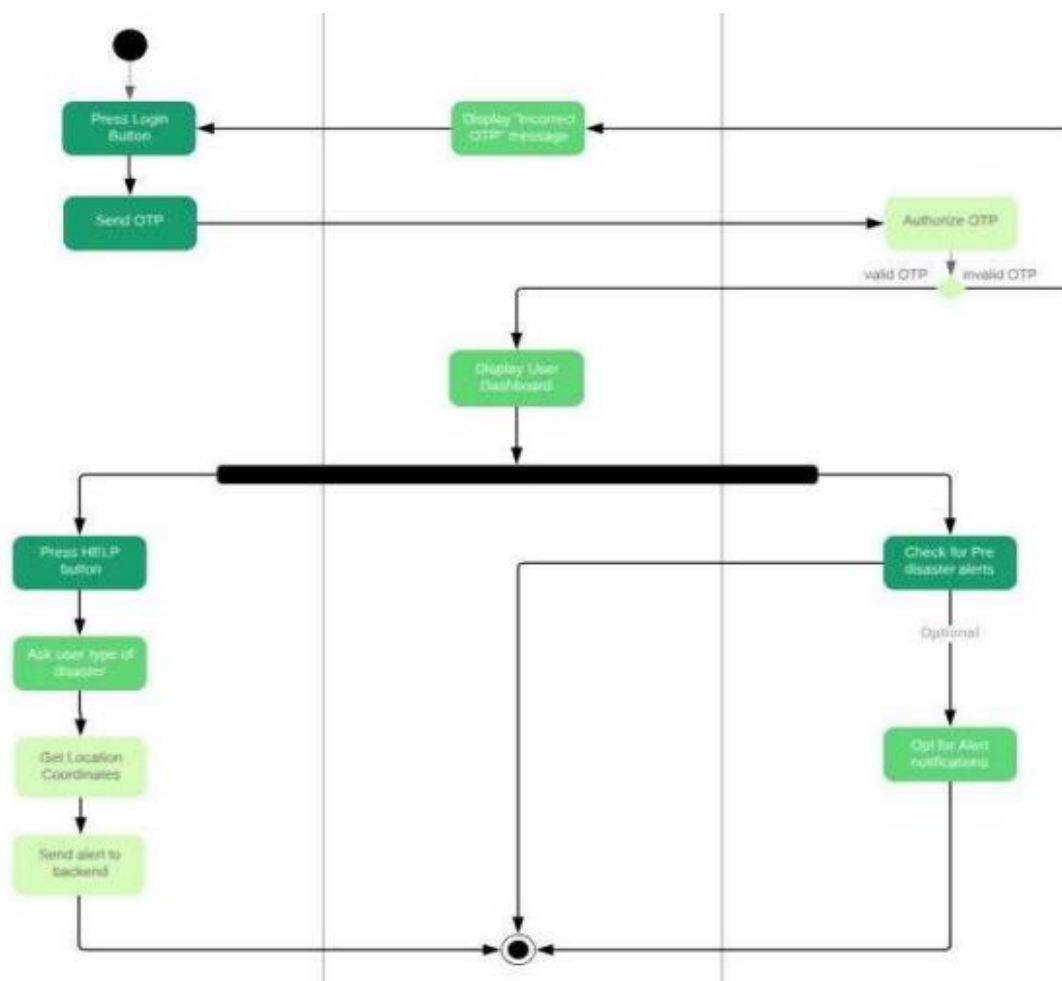 Press Login
Button
Display "Incorrect
OTP" message
Send OTP
Authorize OTP
valid OTP
invalid OTP
Display User
Dashboard
Press HELP
button
Check for Pre
disaster alerts
Optional
Ask user type of
disaster
Get Location
Coordinates
Opt for Alert
notifications
Send alert to
backend